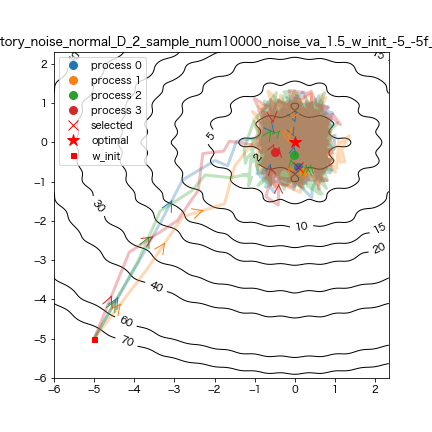 tory_noise_normal_D_2_sample_num10000_noise_va_1.5_w_init_-5_-5f_
process 0
process 1
process 2
process 3
selected
optimal
w_init
2
1
0
−1
−2
−3
−4
−5
−6
−6 −5 −4 −3 −2 −1 0 1 2
30
15
5
2
10
15
20
30
40
60
70